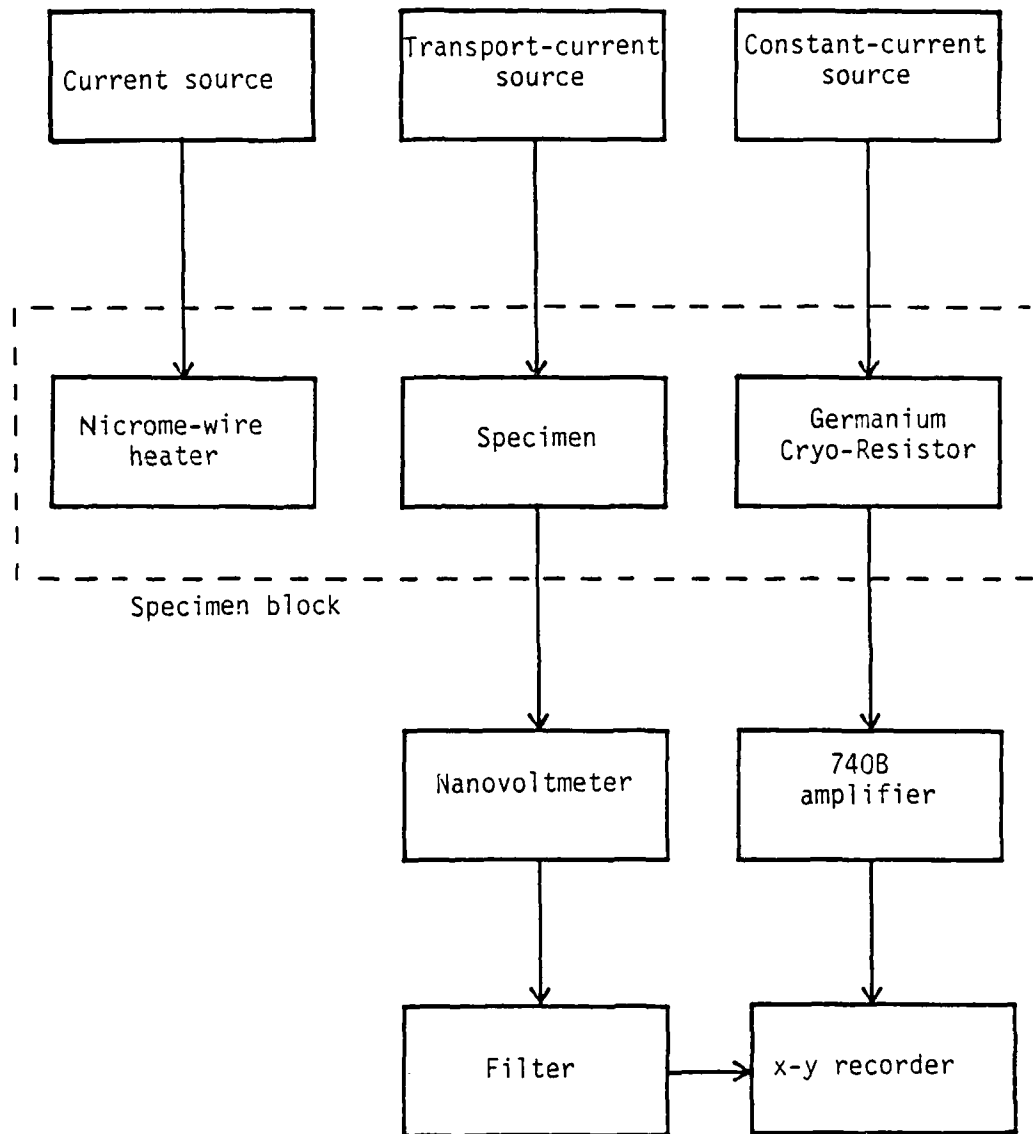 Current source
Transport-current
source
Constant-current
source
Nicrome-wire
heater
Specimen
Germanium
Cryo-Resistor
Specimen block
Nanovoltmeter
740B
amplifier
Filter
x-y recorder